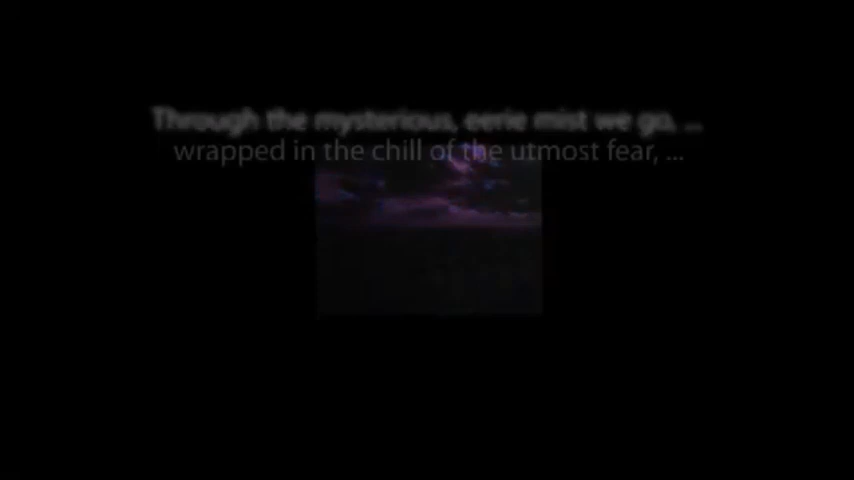 Through the mysterious, eerie mist we go, ...
wrapped in the chill of the utmost fear, ...